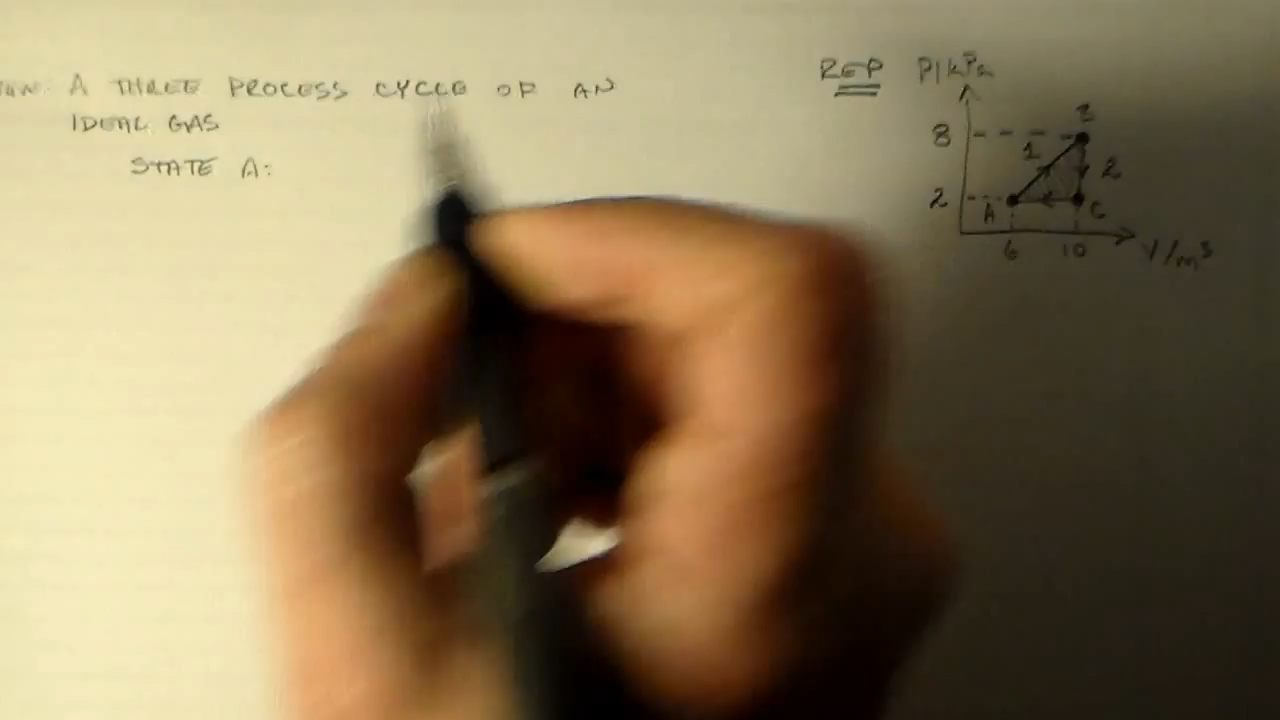 A THREE PROCESS CYCLE OF AN
IDEAL GAS
STATE A:
REP P/kPa
8
2
B
1
2
A
C
6 10
V/m³